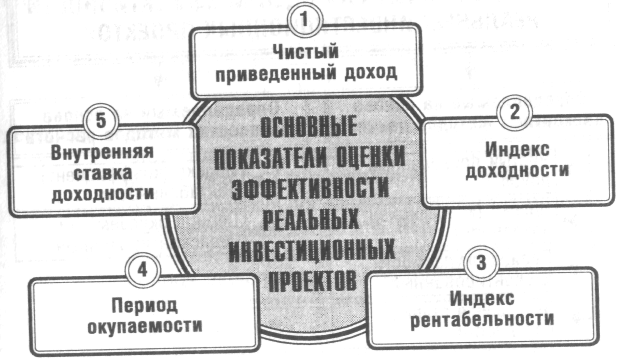 1
Чистый
приведенный доход
2
Индекс
доходности
3
Индекс
рентабельности
4
Период
окупаемости
5
Внутренняя
ставка
доходности
ОСНОВНЫЕ
ПОКАЗАТЕЛИ ОЦЕНКИ
ЭФФЕКТИВНОСТИ
РЕАЛЬНЫХ
ИНВЕСТИЦИОННЫХ
ПРОЕКТОВ